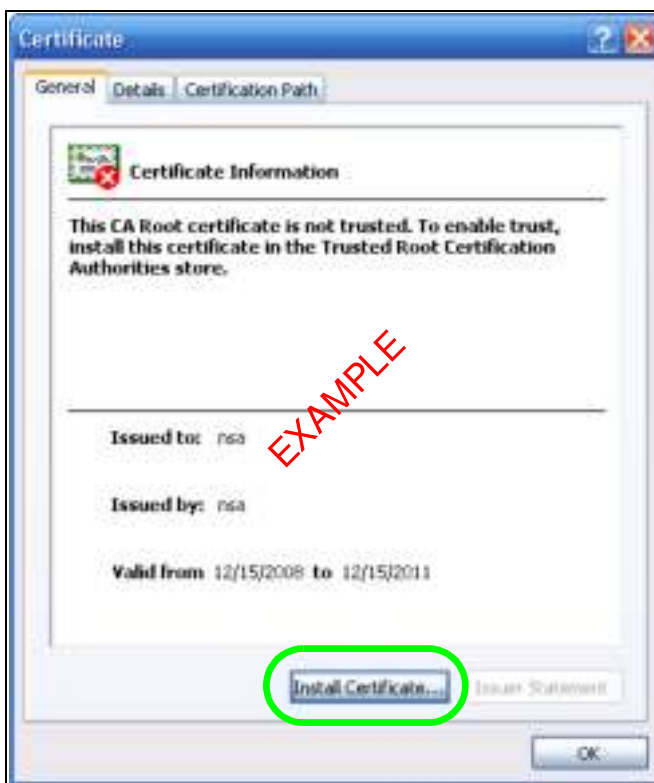 Certificate
General Details Certification Path
Certificate Information
This CA Root certificate is not trusted. To enable trust,
install this certificate in the Trusted Root Certification
Authorities store.
EXAMPLE
Issued to: nsa
Issued by: nsa
Valid from 12/15/2008 to 12/15/2011
Install Certificate... Issuer Statement
OK